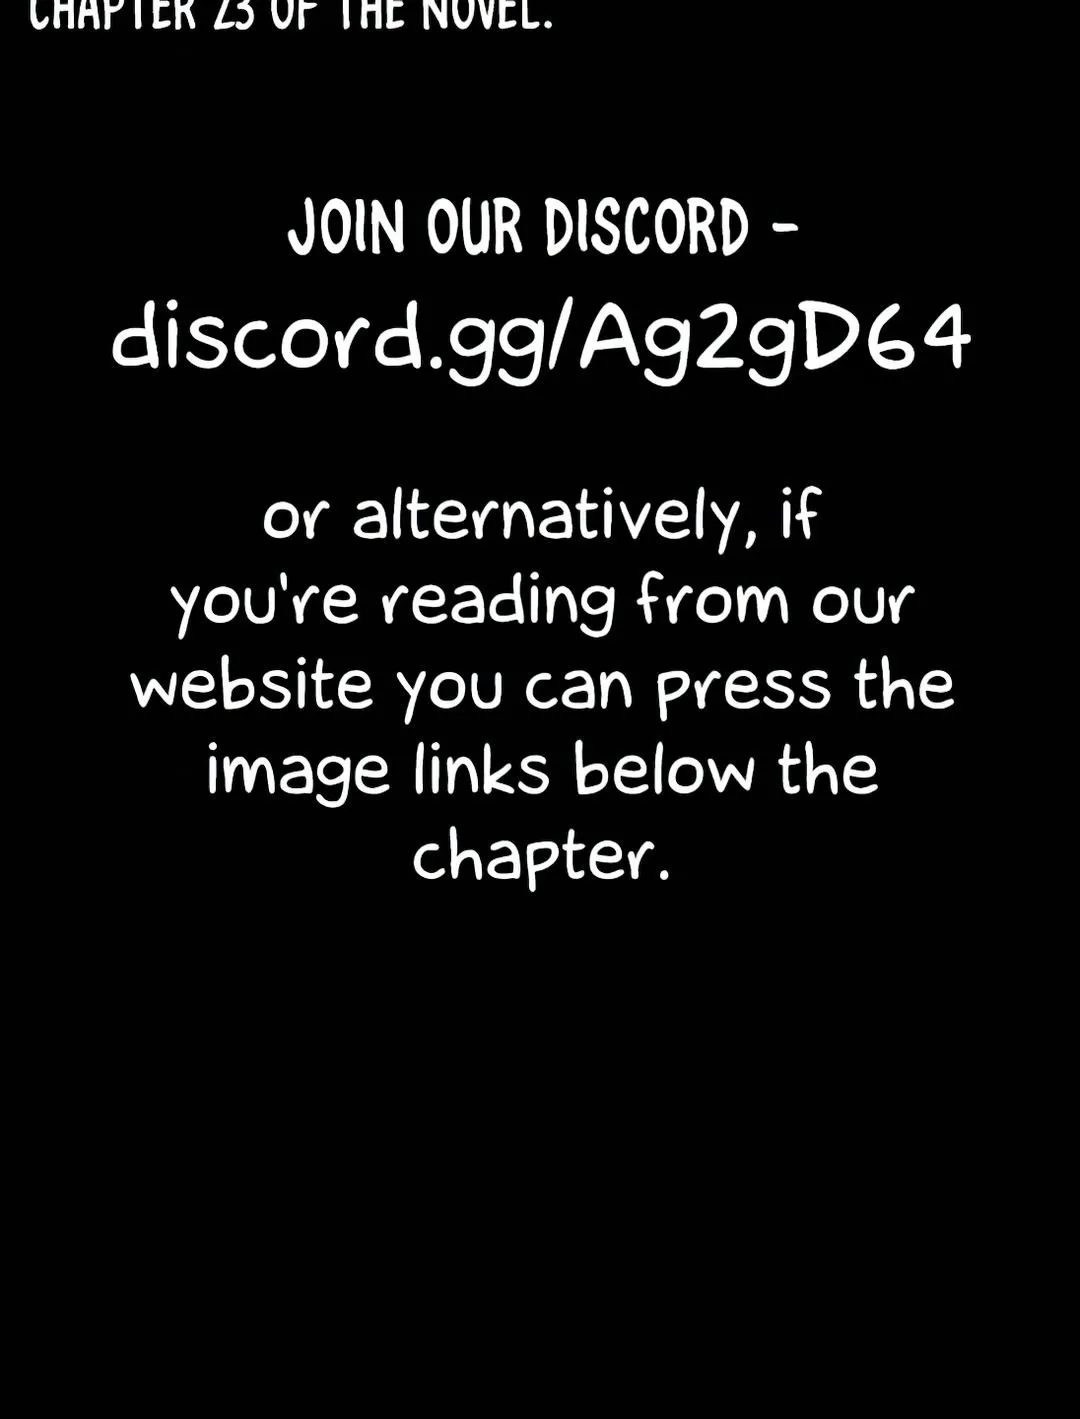 CHAPTER 23 OF THE NOVEL.
JOIN OUR DISCORD -
discord.gg/Ag2gD64
or alternatively, if
you're reading from our
website you can press the
image links below the
chapter.